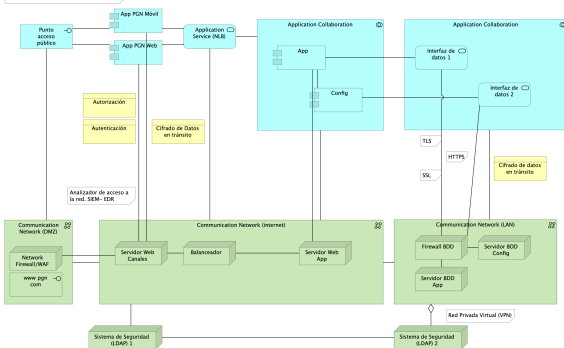 App PGN Móvil
Punto
acceso
público
Application
Service (NLB)
App PGN Web
Application Collaboration
App
Config
Application Collaboration
Interfaz de
datos 1
Interfaz de
datos 2
Autorización
Autenticación
Cifrado de Datos
en tránsito
TLS
HTTPS
SSL
Cifrado de datos
en tránsito
Analizador de acceso a
la red. SIEM- EDR
Communication
Network (DMZ)
Network
Firewall/WAF
www pgn
com
Communication Network (Internet)
Servidor Web
Canales
Balanceador
Servidor Web
App
Communication Network (LAN)
Firewall BDD
Servidor BDD
Config
Servidor BDD
App
Red Privada Virtual (VPN)
Sistema de Seguridad
(LDAP) 1
Sistema de Seguridad
(LDAP) 2